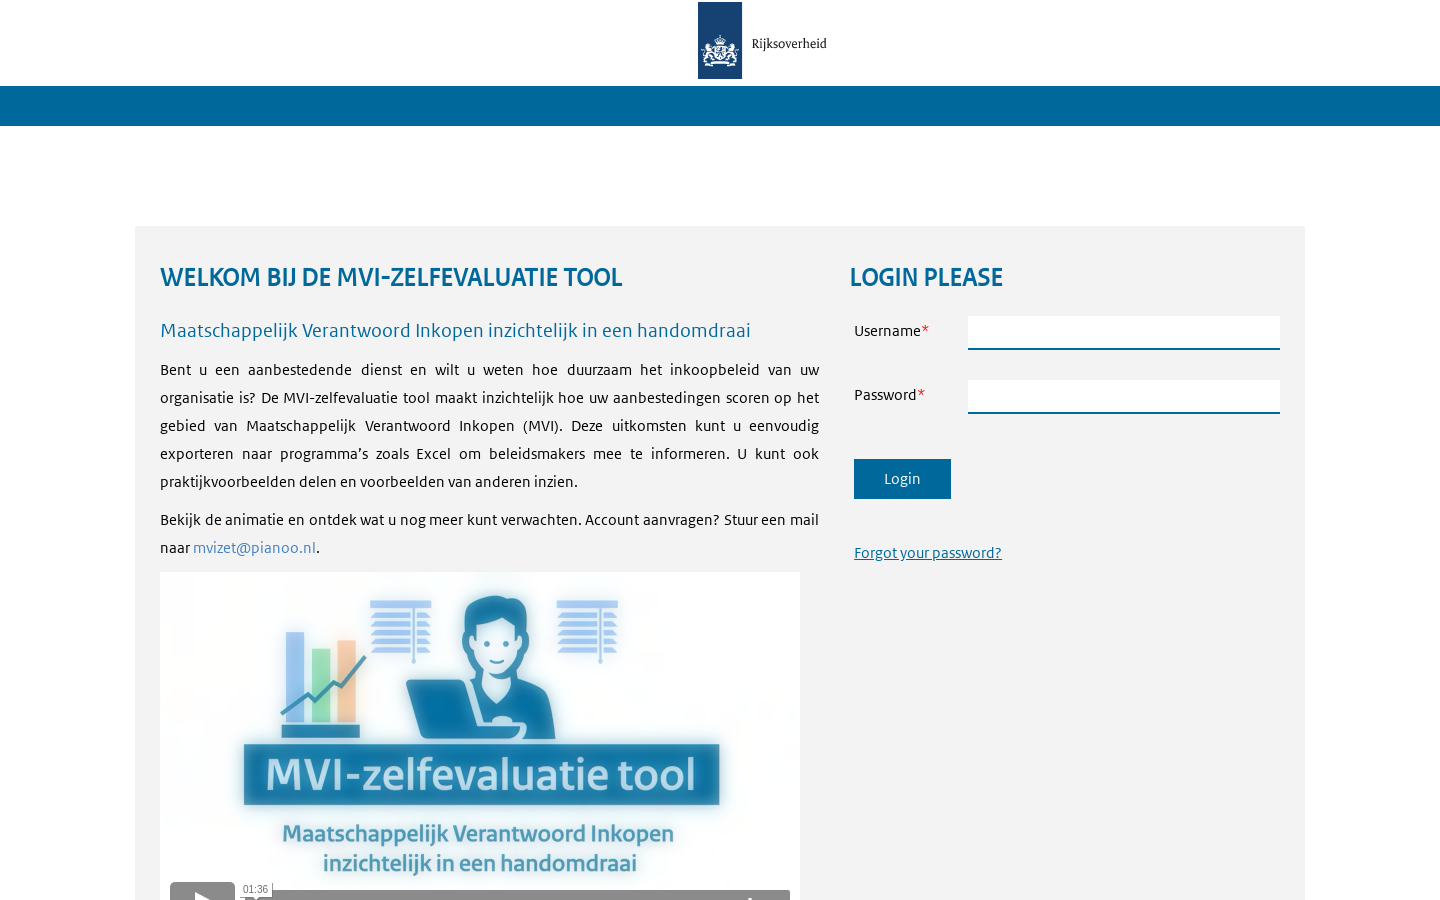 Rijksoverheid
WELKOM BIJ DE MVI-ZELFEVALUATIE TOOL
Maatschappelijk Verantwoord Inkopen inzichtelijk in een handomdraai
Bent u een aanbestedende dienst en wilt u weten hoe duurzaam het inkoopbeleid van uw
organisatie is? De MVI-zelfevaluatie tool maakt inzichtelijk hoe uw aanbestedingen scoren op het
gebied van Maatschappelijk Verantwoord Inkopen (MVI). Deze uitkomsten kunt u eenvoudig
exporteren naar programma’s zoals Excel om beleidsmakers mee te informeren. U kunt ook
praktijkvoorbeelden delen en voorbeelden van anderen inzien.
Bekijk de animatie en ontdek wat u nog meer kunt verwachten. Account aanvragen? Stuur een mail
naar mvizet@pianoo.nl.
MVI-zelfevaluatie tool
Maatschappelijk Verantwoord Inkopen
inzichtelijk in een handomdraai
01:36
LOGIN PLEASE
Username*
Password*
Login
Forgot your password?